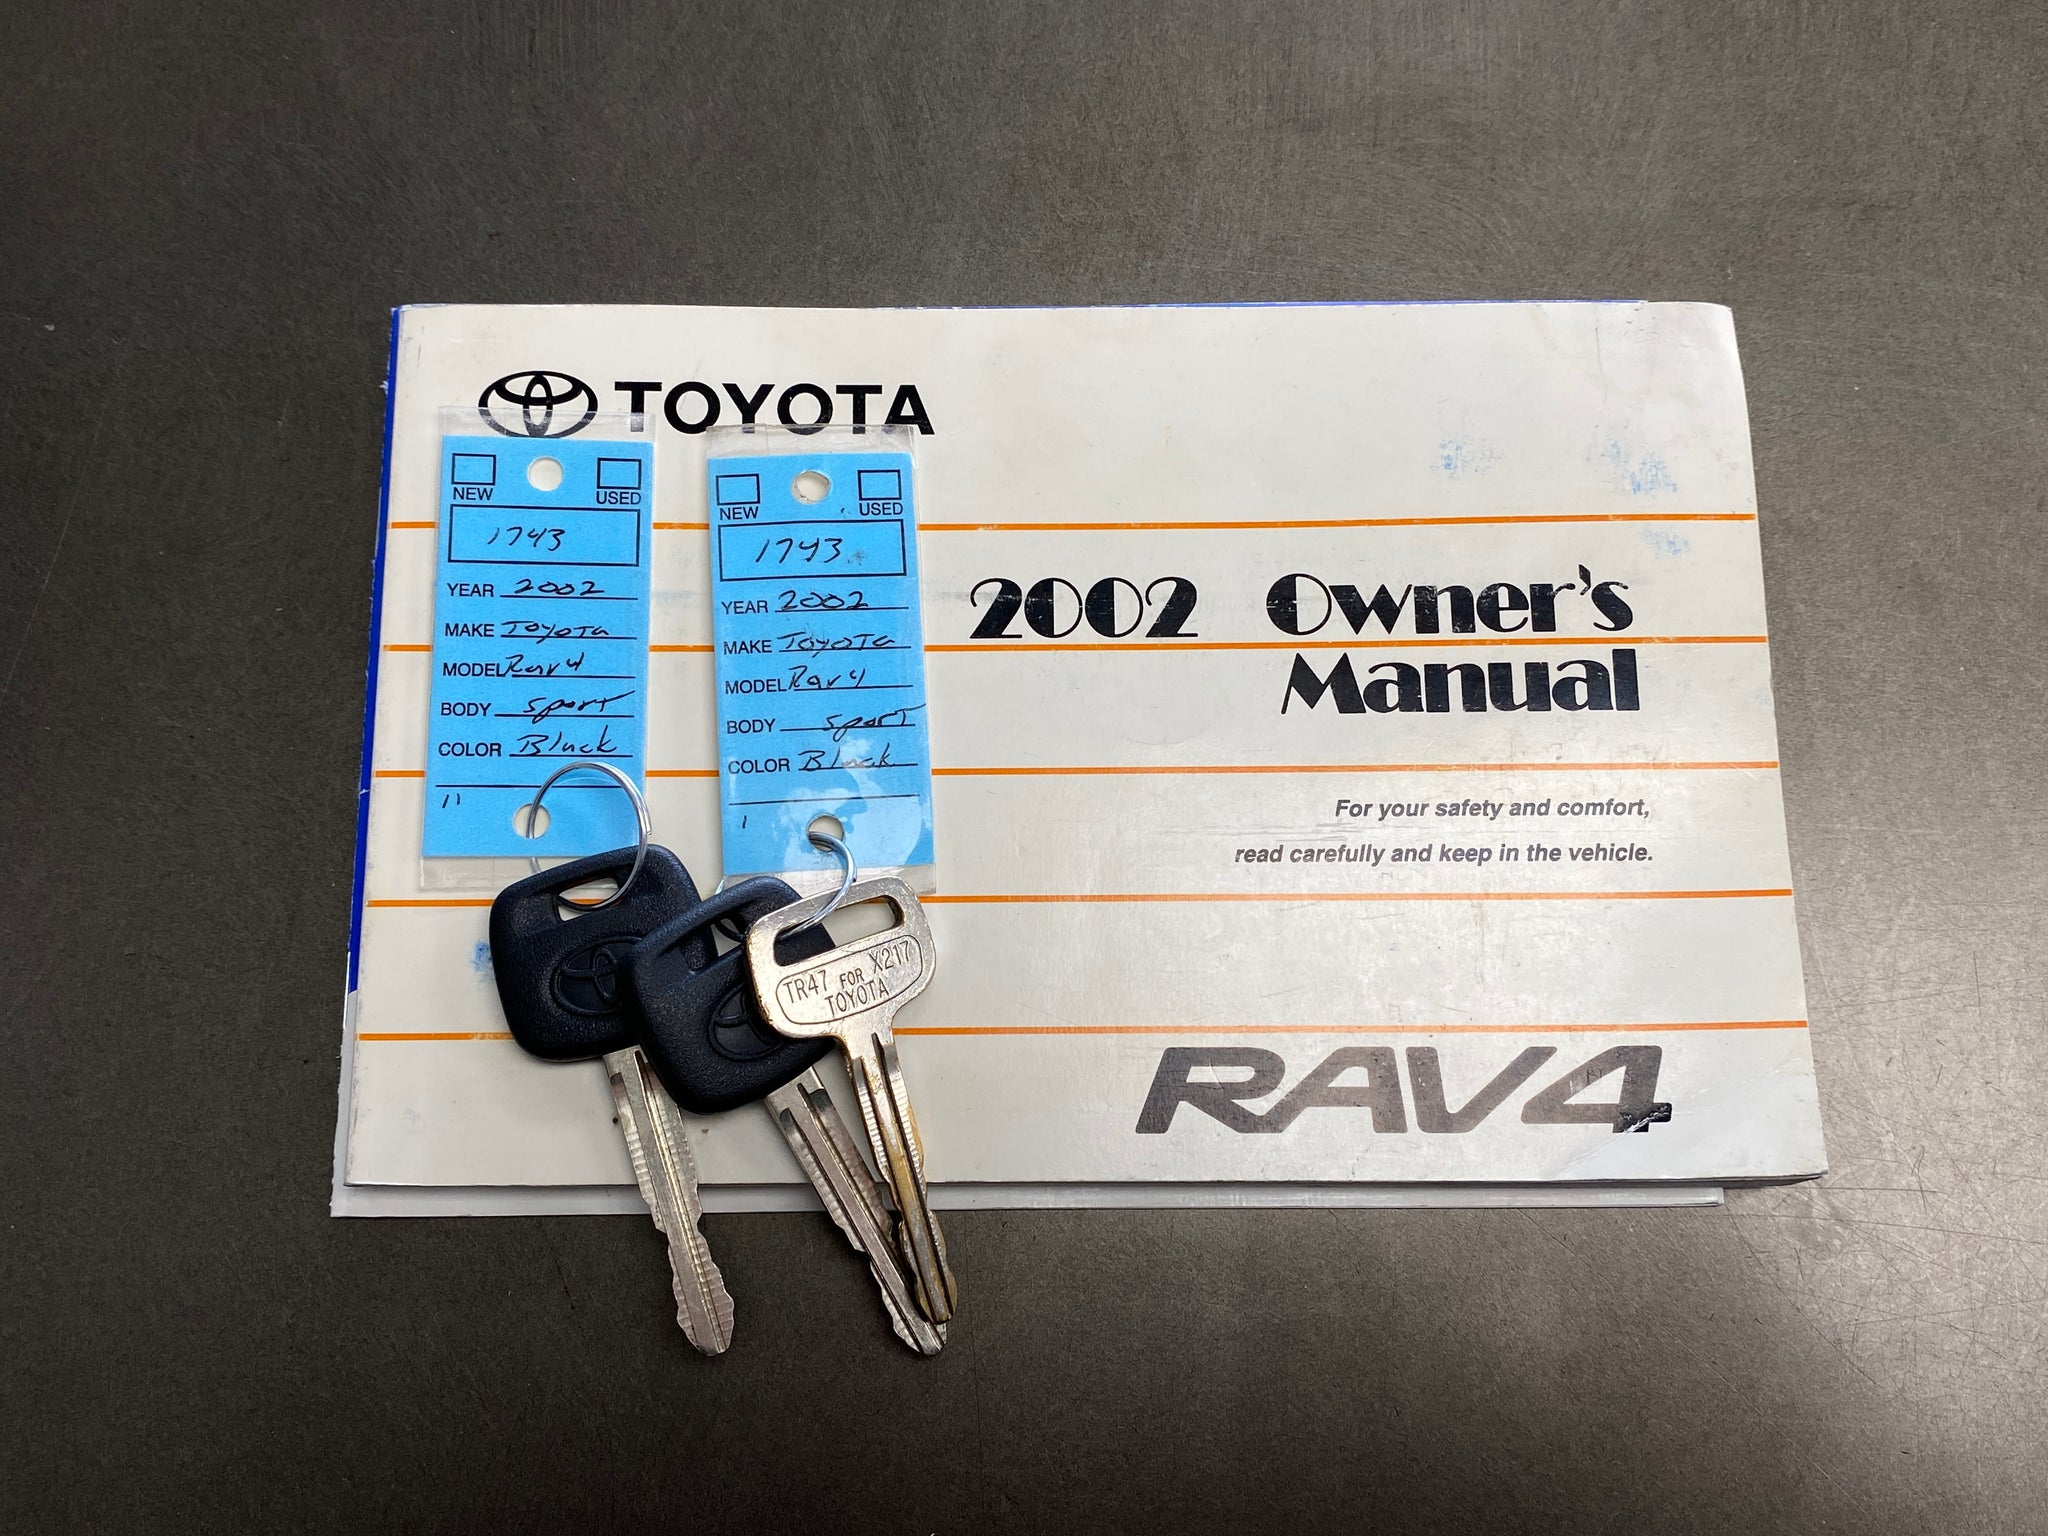 TOYOTA
NEW USED
1743
YEAR 2002
MAKE Toyota
MODEL Rav4
BODY sport
COLOR Black
NEW USED
1743
YEAR 2002
MAKE Toyota
MODEL Rav4
BODY sport
COLOR Black
2002 Owner's
Manual
For your safety and comfort,
read carefully and keep in the vehicle.
TR47 FOR X217
TOYOTA
RAV4